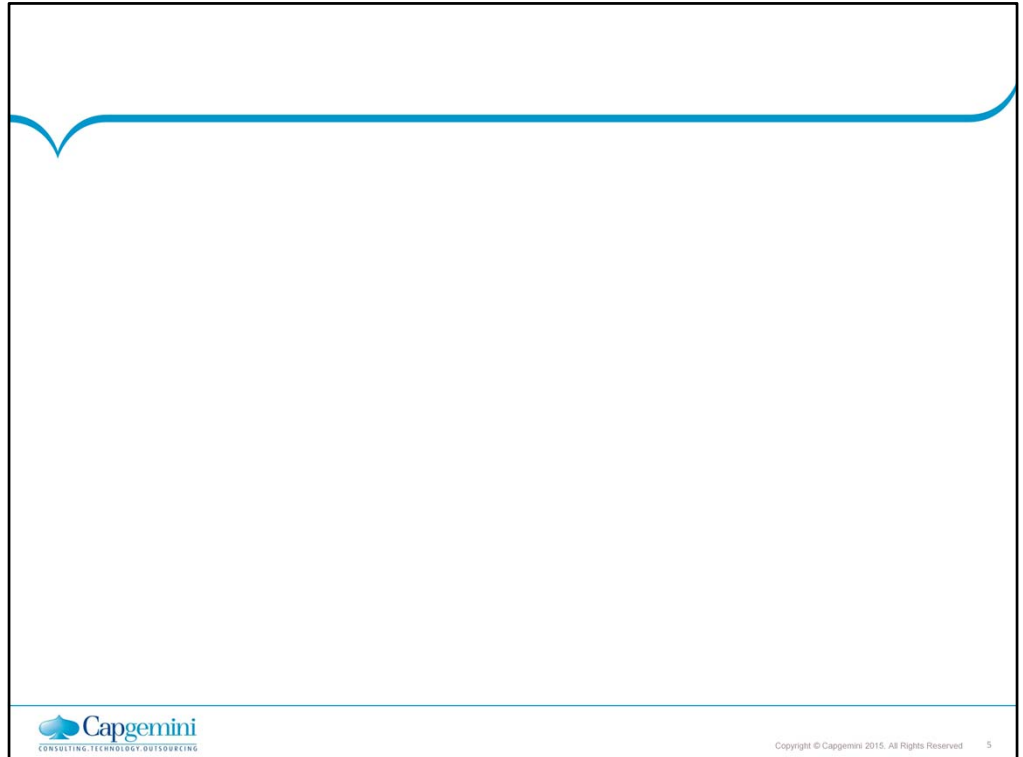 Capgemini
CONSULTING.TECHNOLOGY.OUTSOURCING
Copyright © Capgemini 2015. All Rights Reserved 5